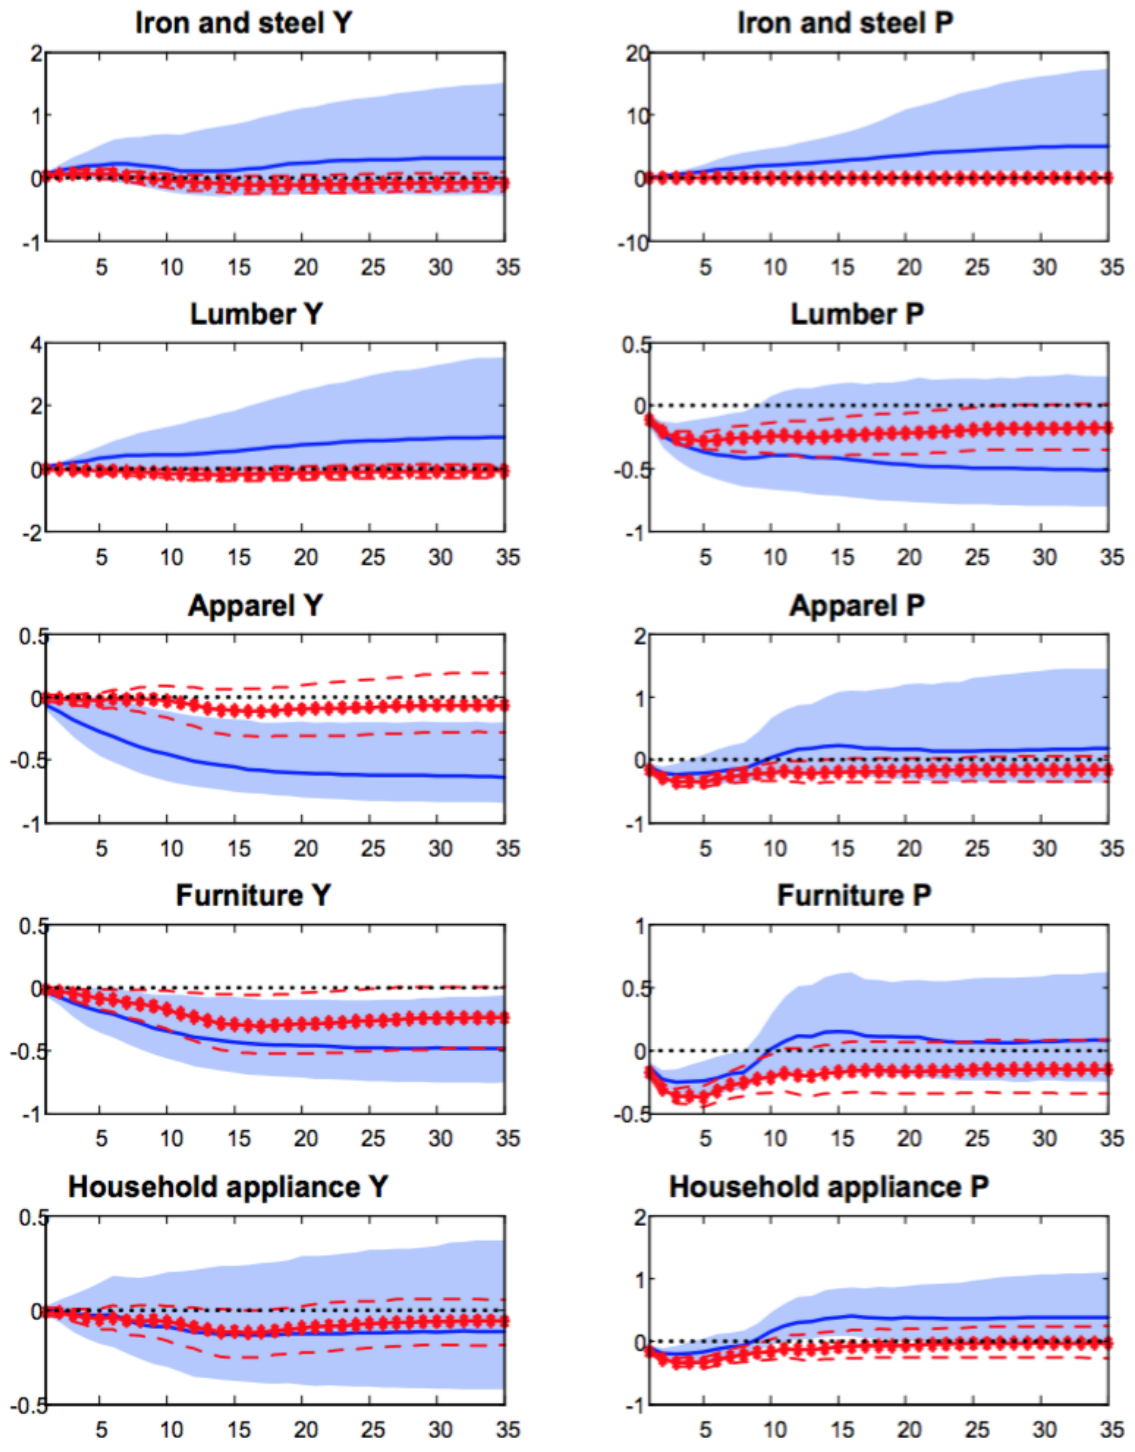 Iron and steel Y
2
1
0
-1
5 10 15 20 25 30 35
Iron and steel P
20
10
0
-10
5 10 15 20 25 30 35
Lumber Y
4
2
0
-2
5 10 15 20 25 30 35
Lumber P
0.5
0
-0.5
-1
5 10 15 20 25 30 35
Apparel Y
0.5
0
-0.5
-1
5 10 15 20 25 30 35
Apparel P
2
1
0
-1
5 10 15 20 25 30 35
Furniture Y
0.5
0
-0.5
-1
5 10 15 20 25 30 35
Furniture P
1
0.5
0
-0.5
5 10 15 20 25 30 35
Household appliance Y
0.5
0
-0.5
5 10 15 20 25 30 35
Household appliance P
2
1
0
-1
5 10 15 20 25 30 35